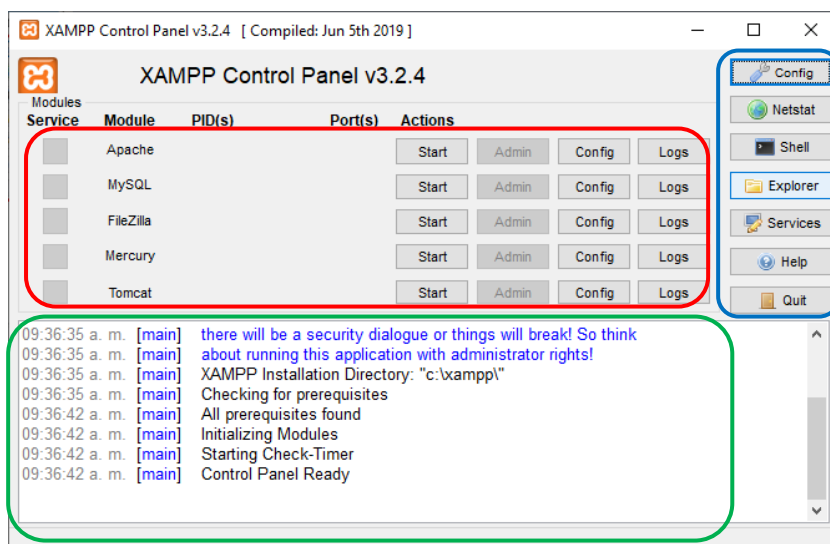 XAMPP Control Panel v3.2.4 [ Compiled: Jun 5th 2019 ]
XAMPP Control Panel v3.2.4
Config
Modules
Service Module PID(s) Port(s) Actions
Netstat
Apache Start Admin Config Logs
Shell
MySQL Start Admin Config Logs
Explorer
FileZilla Start Admin Config Logs
Services
Mercury Start Admin Config Logs
Help
Tomcat Start Admin Config Logs
Quit
09:36:35 a. m. [main] there will be a security dialogue or things will break! So think
09:36:35 a. m. [main] about running this application with administrator rights!
09:36:35 a. m. [main] XAMPP Installation Directory: "c:\xampp\"
09:36:35 a. m. [main] Checking for prerequisites
09:36:42 a. m. [main] All prerequisites found
09:36:42 a. m. [main] Initializing Modules
09:36:42 a. m. [main] Starting Check-Timer
09:36:42 a. m. [main] Control Panel Ready